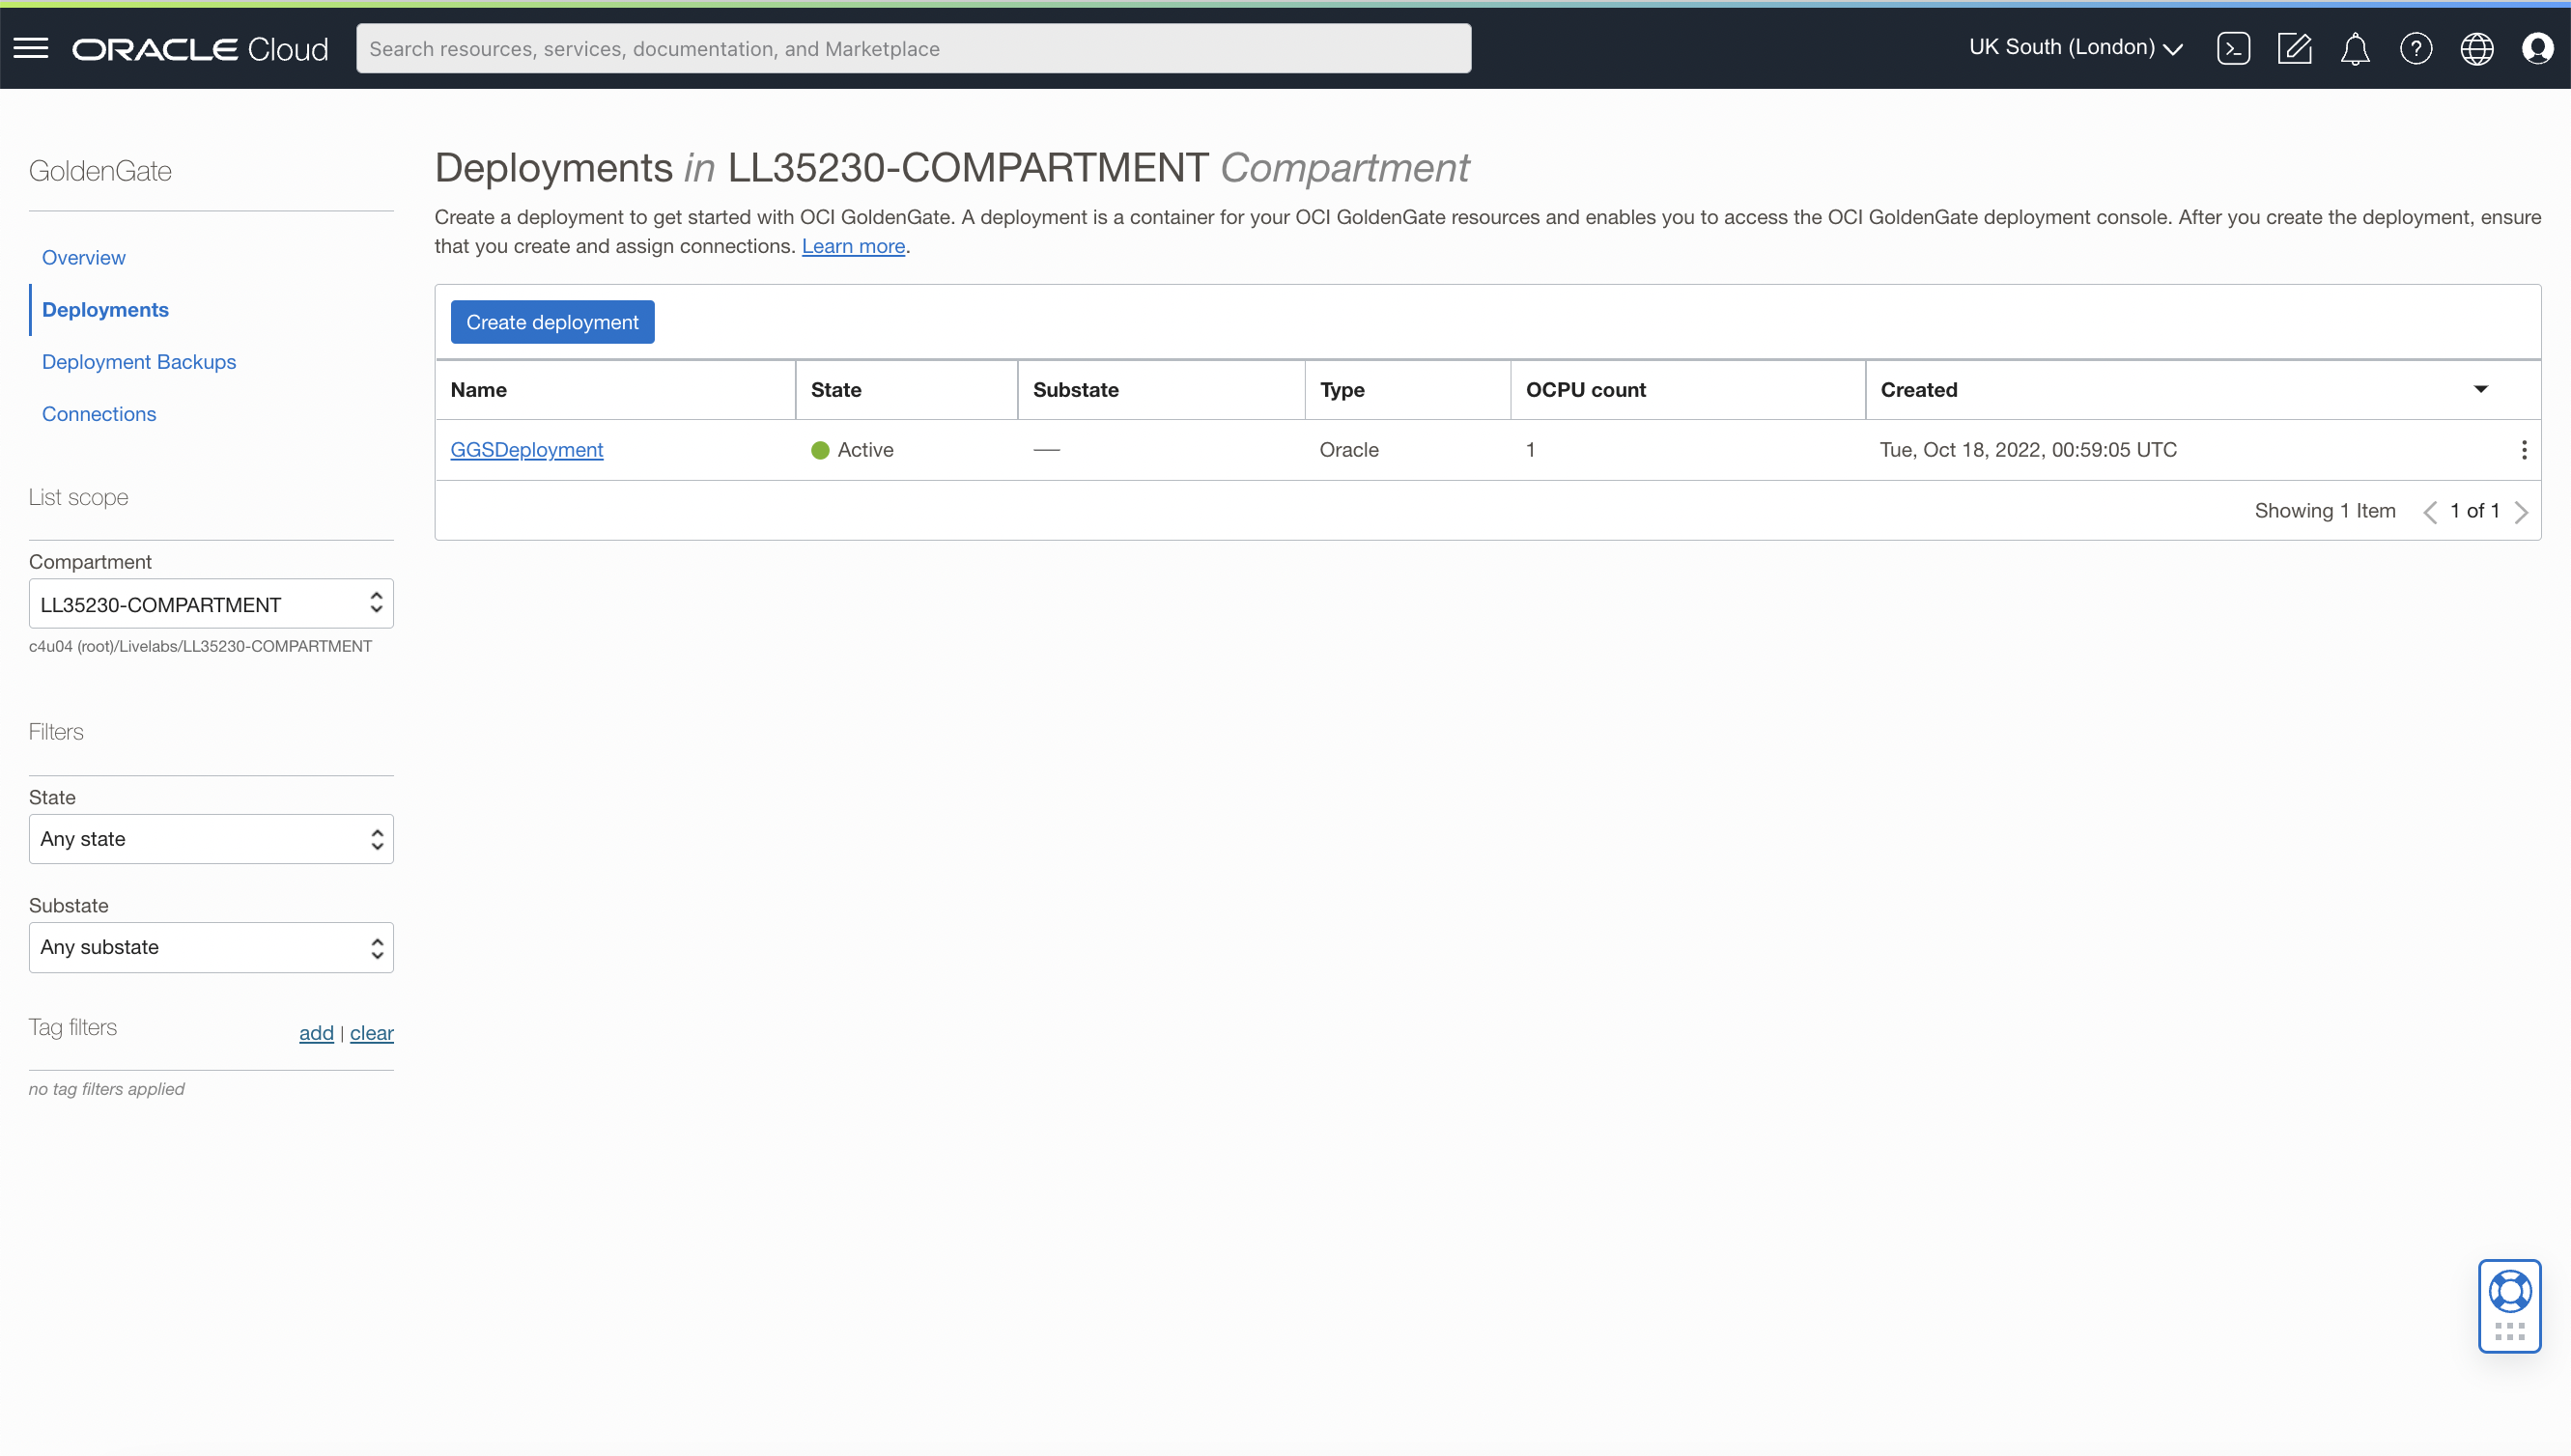 ORACLE Cloud
Search resources, services, documentation, and Marketplace
UK South (London)
GoldenGate
Overview
Deployments
Deployment Backups
Connections
List scope
Compartment
LL35230-COMPARTMENT
c4u04 (root)/Livelabs/LL35230-COMPARTMENT
Filters
State
Any state
Substate
Any substate
Tag filters add | clear
no tag filters applied
Deployments in LL35230-COMPARTMENT Compartment
Create a deployment to get started with OCI GoldenGate. A deployment is a container for your OCI GoldenGate resources and enables you to access the OCI GoldenGate deployment console. After you create the deployment, ensure
that you create and assign connections. Learn more.
Create deployment
Name State Substate Type OCPU count Created
GGSDeployment Active — Oracle 1 Tue, Oct 18, 2022, 00:59:05 UTC
Showing 1 Item 1 of 1